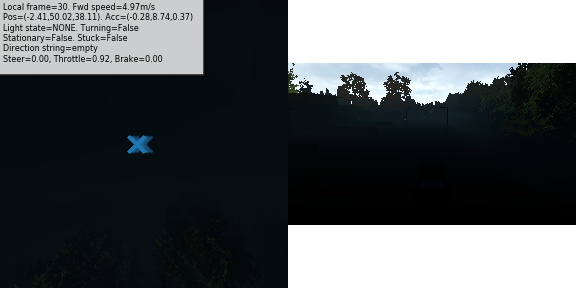 Local frame=30. Fwd speed=4.97m/s
Pos=(-2.41,50.02,38.11). Acc=(-0.28,8.74,0.37)
Light state=NONE. Turning=False
Stationary=False. Stuck=False
Direction string=empty
Steer=0.00, Throttle=0.92, Brake=0.00